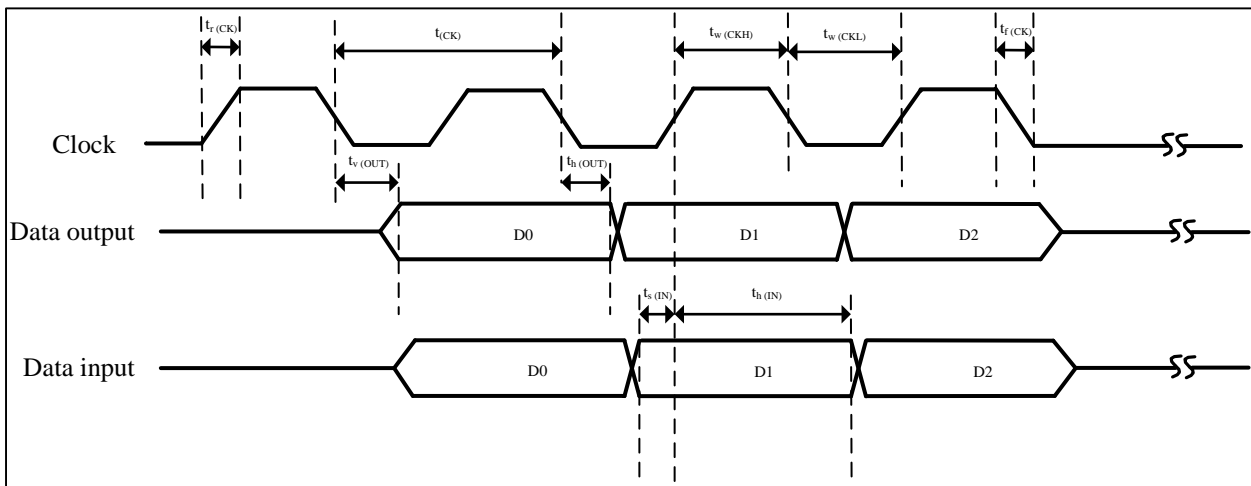 tr (CK)
t(CK)
tw (CKH)
tw (CKL)
tf (CK)
Clock
tv (OUT)
th (OUT)
Data output
D0
D1
D2
ts (IN)
th (IN)
Data input
D0
D1
D2